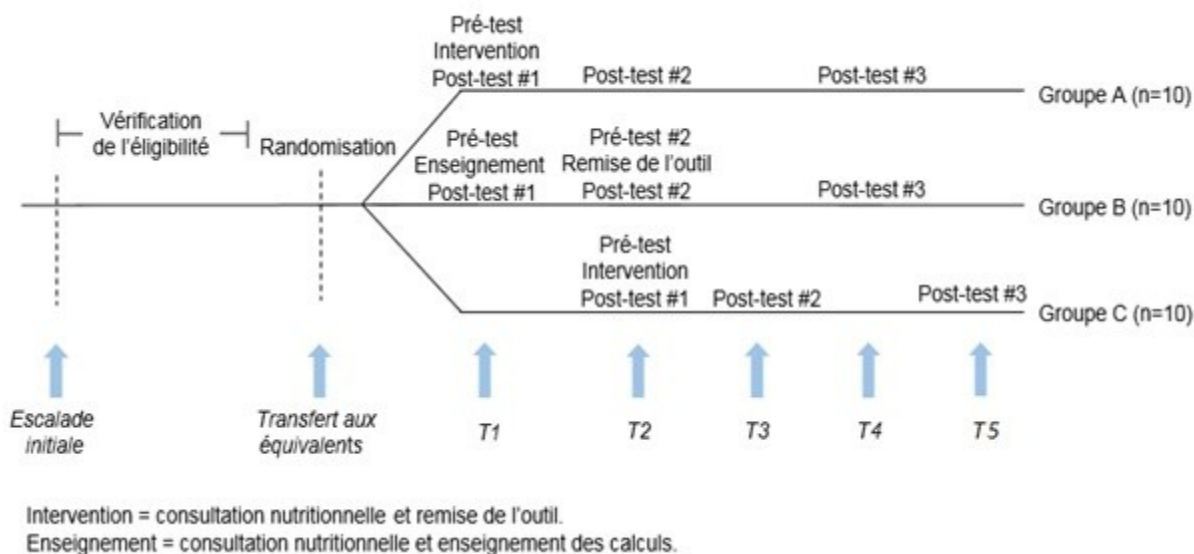 Pré-test
Intervention
Post-test #1
Post-test #2
Post-test #3
Groupe A (n=10)
Vérification
de l'éligibilité
Randomisation
Pré-test
Enseignement
Post-test #1
Pré-test #2
Remise de l'outil
Post-test #2
Post-test #3
Groupe B (n=10)
Pré-test
Intervention
Post-test #1
Post-test #2
Post-test #3
Groupe C (n=10)
Escalade
initiale
Transfert aux
équivalents
T1
T2
T3
T4
T5
Intervention = consultation nutritionnelle et remise de l'outil.
Enseignement = consultation nutritionnelle et enseignement des calculs.